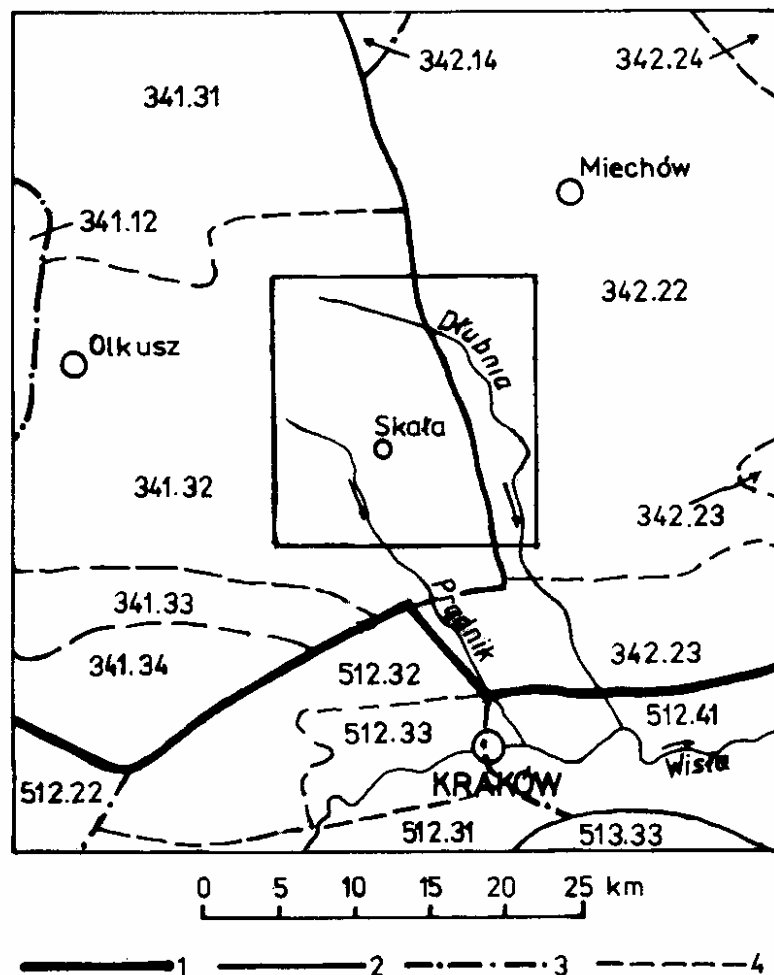 342.14
342.24
341.31
Miechów
341.12
342.22
Dłubnia
Olkusz
Skała
341.32
342.23
341.33
Prądnik
341.34
342.23
512.32
512.41
512.33
Wisła
KRAKÓW
512.22
512.31
513.33
0 5 10 15 20 25 km
1 2 3 4